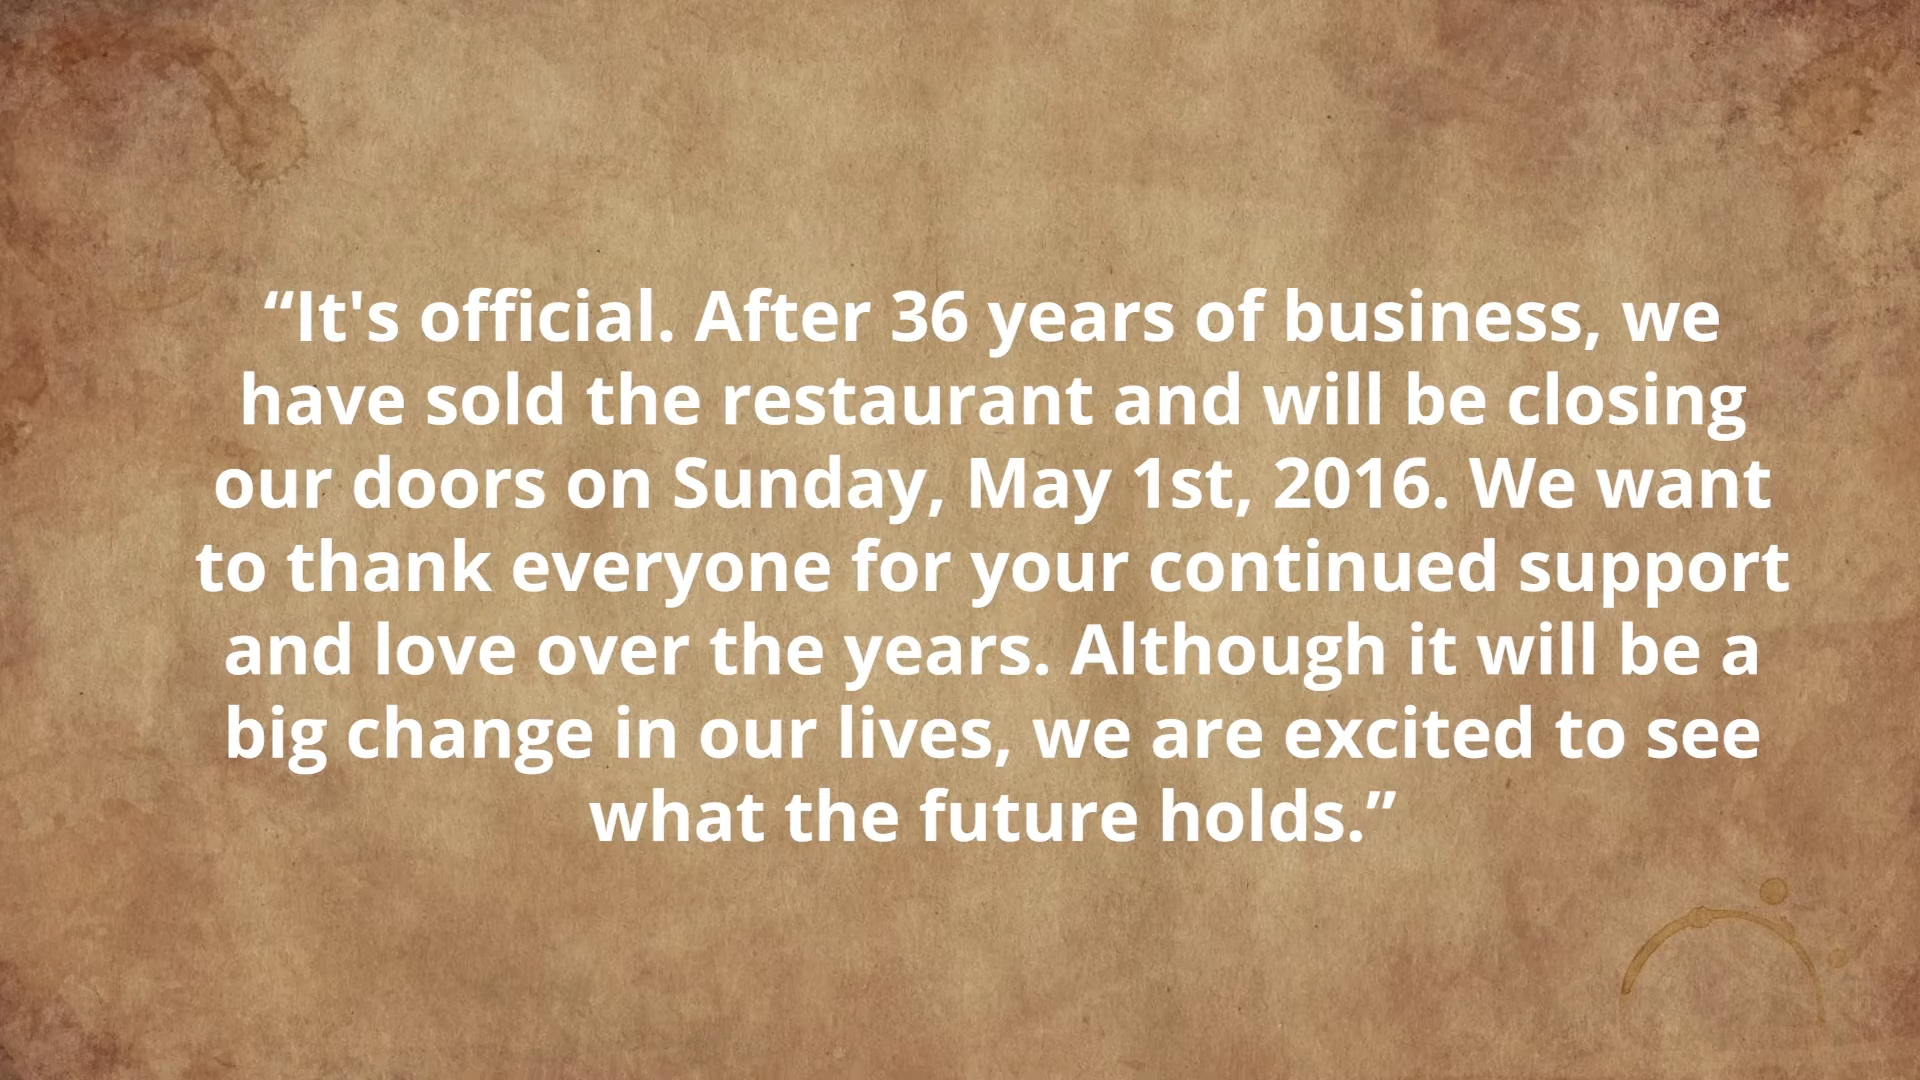 “It's official. After 36 years of business, we
have sold the restaurant and will be closing
our doors on Sunday, May 1st, 2016. We want
to thank everyone for your continued support
and love over the years. Although it will be a
big change in our lives, we are excited to see
what the future holds.”